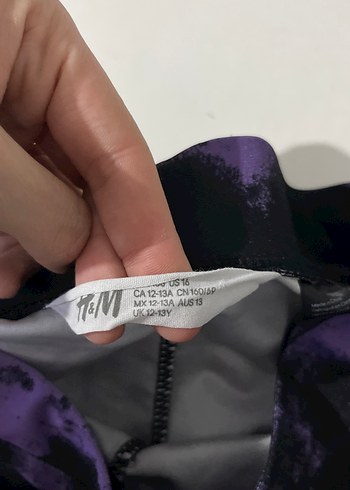 H&M
US 16
CA 12-13A CN 160/69
MX 12-13A AUS 13
UK 12-13Y